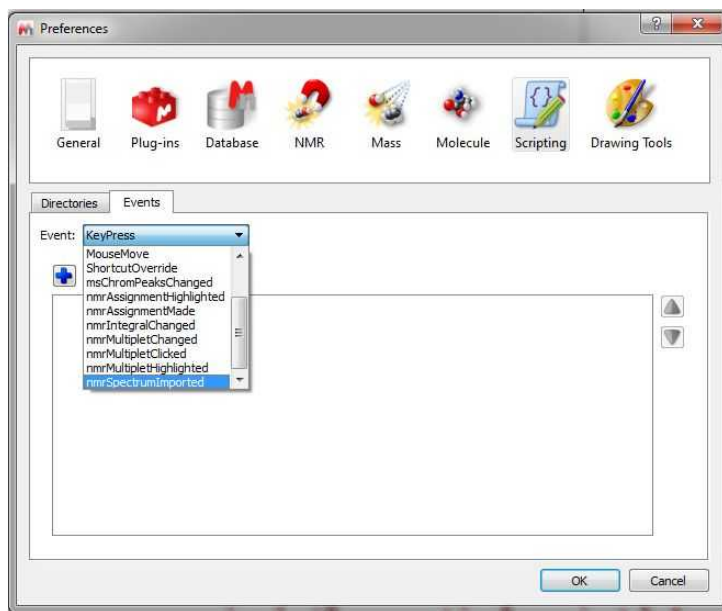 Preferences
General Plug-ins Database NMR Mass Molecule Scripting Drawing Tools
Directories Events
Event: KeyPress
MouseMove
ShortcutOverride
msChromPeaksChanged
nmrAssignmentHighlighted
nmrAssignmentMade
nmrIntegralChanged
nmrMultipletChanged
nmrMultipletClicked
nmrMultipletHighlighted
nmrSpectrumImported
OK Cancel